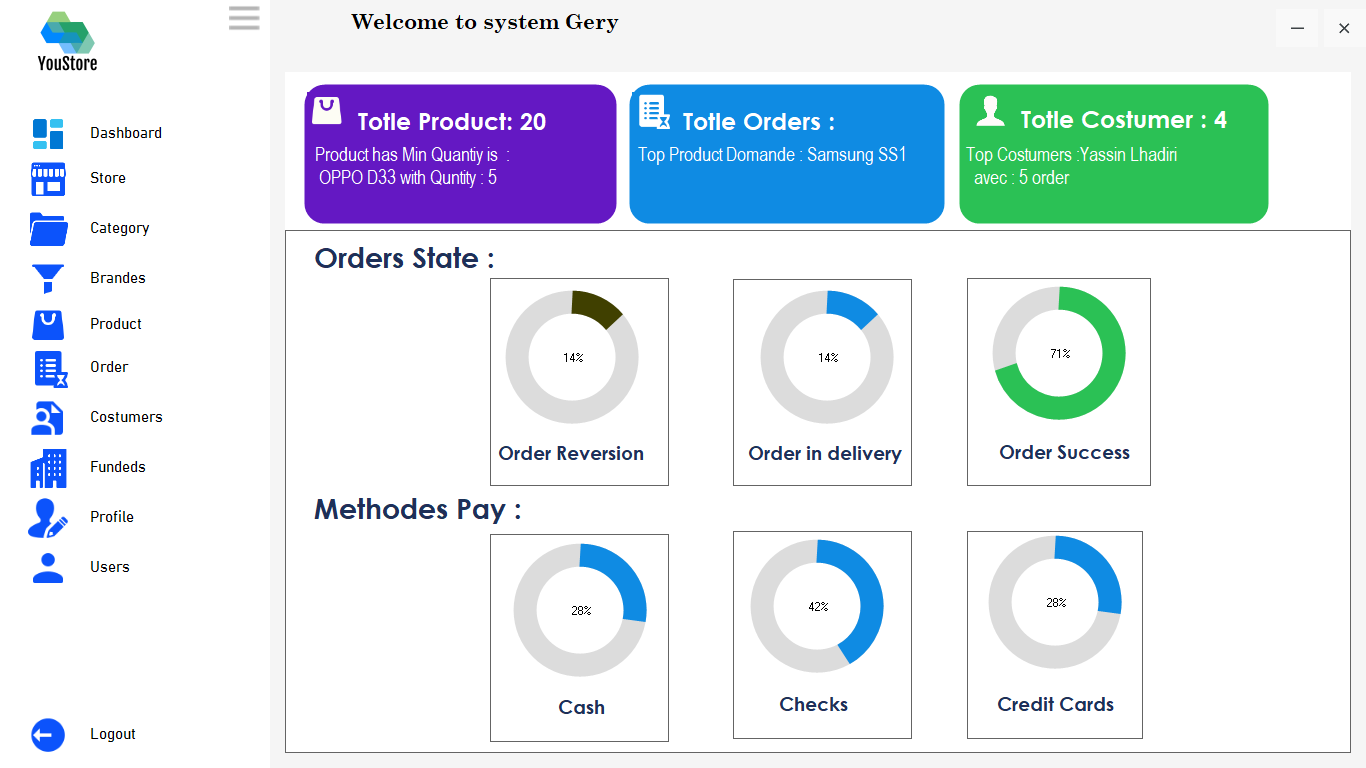 YouStore
Welcome to system Gery
Dashboard
Store
Category
Brandes
Product
Order
Costumers
Fundeds
Profile
Users
Logout
Totle Product: 20
Product has Min Quantiy is :
OPPO D33 with Quntity : 5
Totle Orders :
Top Product Domande : Samsung SS1
Totle Costumer : 4
Top Costumers :Yassin Lhadiri
avec : 5 order
Orders State :
14%
Order Reversion
14%
Order in delivery
71%
Order Success
Methodes Pay :
28%
Cash
42%
Checks
28%
Credit Cards